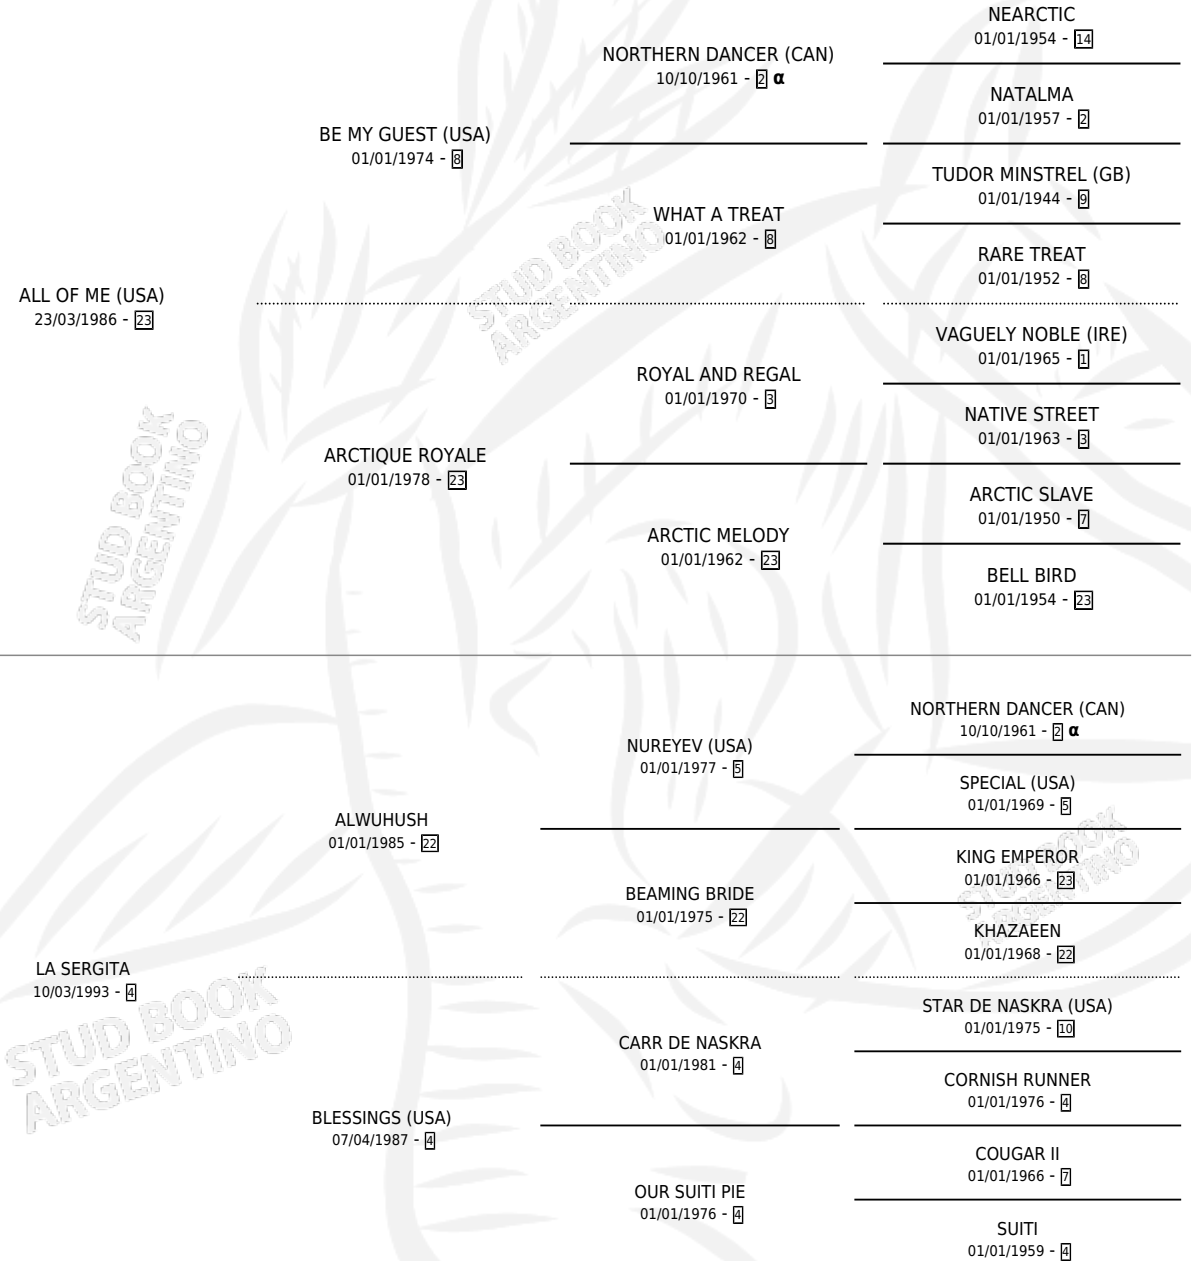 NEARCTIC
01/01/1954 - 14
NORTHERN DANCER (CAN)
10/10/1961 - 2 α
NATALMA
01/01/1957 - 2
BE MY GUEST (USA)
01/01/1974 - 8
TUDOR MINSTREL (GB)
01/01/1944 - 9
WHAT A TREAT
01/01/1962 - 8
RARE TREAT
01/01/1952 - 8
STUD BOOK
ARGENTINO
ALL OF ME (USA)
23/03/1986 - 23
VAGUELY NOBLE (IRE)
01/01/1965 - 1
ROYAL AND REGAL
01/01/1970 - 3
NATIVE STREET
01/01/1963 - 3
ARCTIQUE ROYALE
01/01/1978 - 23
ARCTIC SLAVE
01/01/1950 - 7
ARCTIC MELODY
01/01/1962 - 23
BELL BIRD
01/01/1954 - 23
STUD BOOK
ARGENTINO
NORTHERN DANCER (CAN)
10/10/1961 - 2 α
NUREYEV (USA)
01/01/1977 - 5
SPECIAL (USA)
01/01/1969 - 5
ALWUHUSH
01/01/1985 - 22
KING EMPEROR
01/01/1966 - 23
BEAMING BRIDE
01/01/1975 - 22
KHAZAEEN
01/01/1968 - 22
STUD BOOK
ARGENTINO
LA SERGITA
10/03/1993 - 4
STAR DE NASKRA (USA)
01/01/1975 - 10
CARR DE NASKRA
01/01/1981 - 4
CORNISH RUNNER
01/01/1976 - 4
STUD BOOK
ARGENTINO
BLESSINGS (USA)
07/04/1987 - 4
COUGAR II
01/01/1966 - 7
OUR SUITI PIE
01/01/1976 - 4
SUITI
01/01/1959 - 4